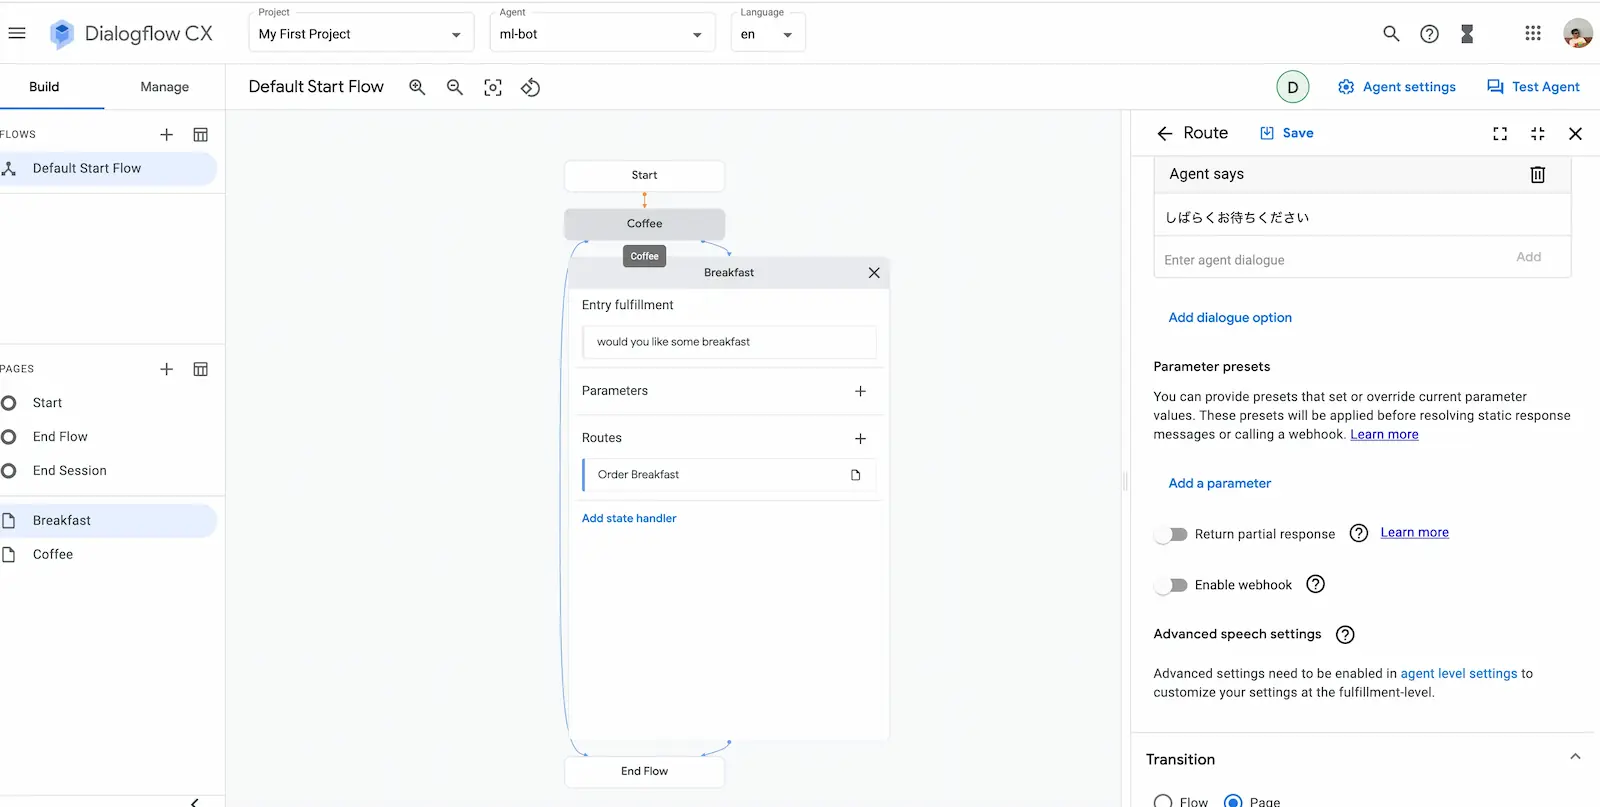 Dialogflow CX
Project
My First Project
Agent
ml-bot
Language
en
Build
Manage
Default Start Flow
D
Agent settings
Test Agent
FLOWS
Default Start Flow
PAGES
Start
End Flow
End Session
Breakfast
Coffee
Start
Coffee
Coffee
Breakfast
Entry fulfillment
would you like some breakfast
Parameters
Routes
Order Breakfast
Add state handler
End Flow
Route
Save
Agent says
しばらくお待ちください
Enter agent dialogue
Add
Add dialogue option
Parameter presets
You can provide presets that set or override current parameter
values. These presets will be applied before resolving static response
messages or calling a webhook. Learn more
Add a parameter
Return partial response
Learn more
Enable webhook
Advanced speech settings
Advanced settings need to be enabled in agent level settings to
customize your settings at the fulfillment-level.
Transition
Flow
Page